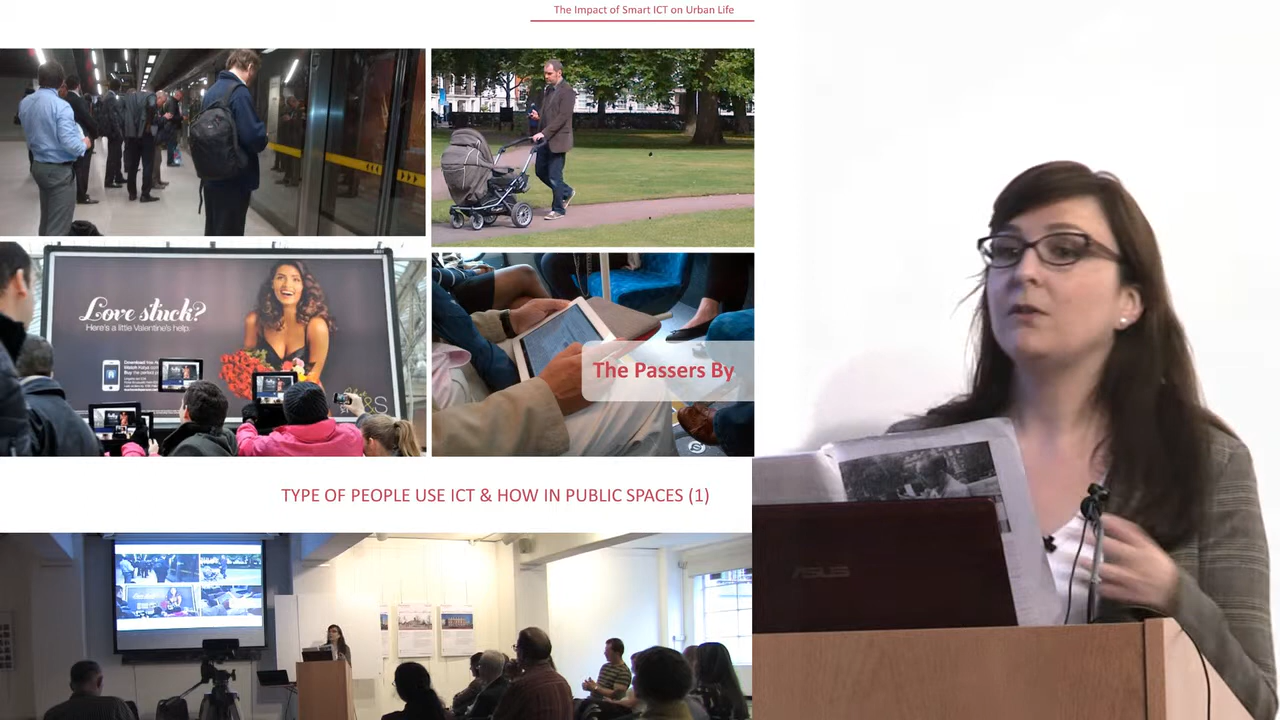 The Impact of Smart ICT on Urban Life
Love stuck?
Here's a little Valentine's help.
The Passers By
TYPE OF PEOPLE USE ICT & HOW IN PUBLIC SPACES (1)
ASUS